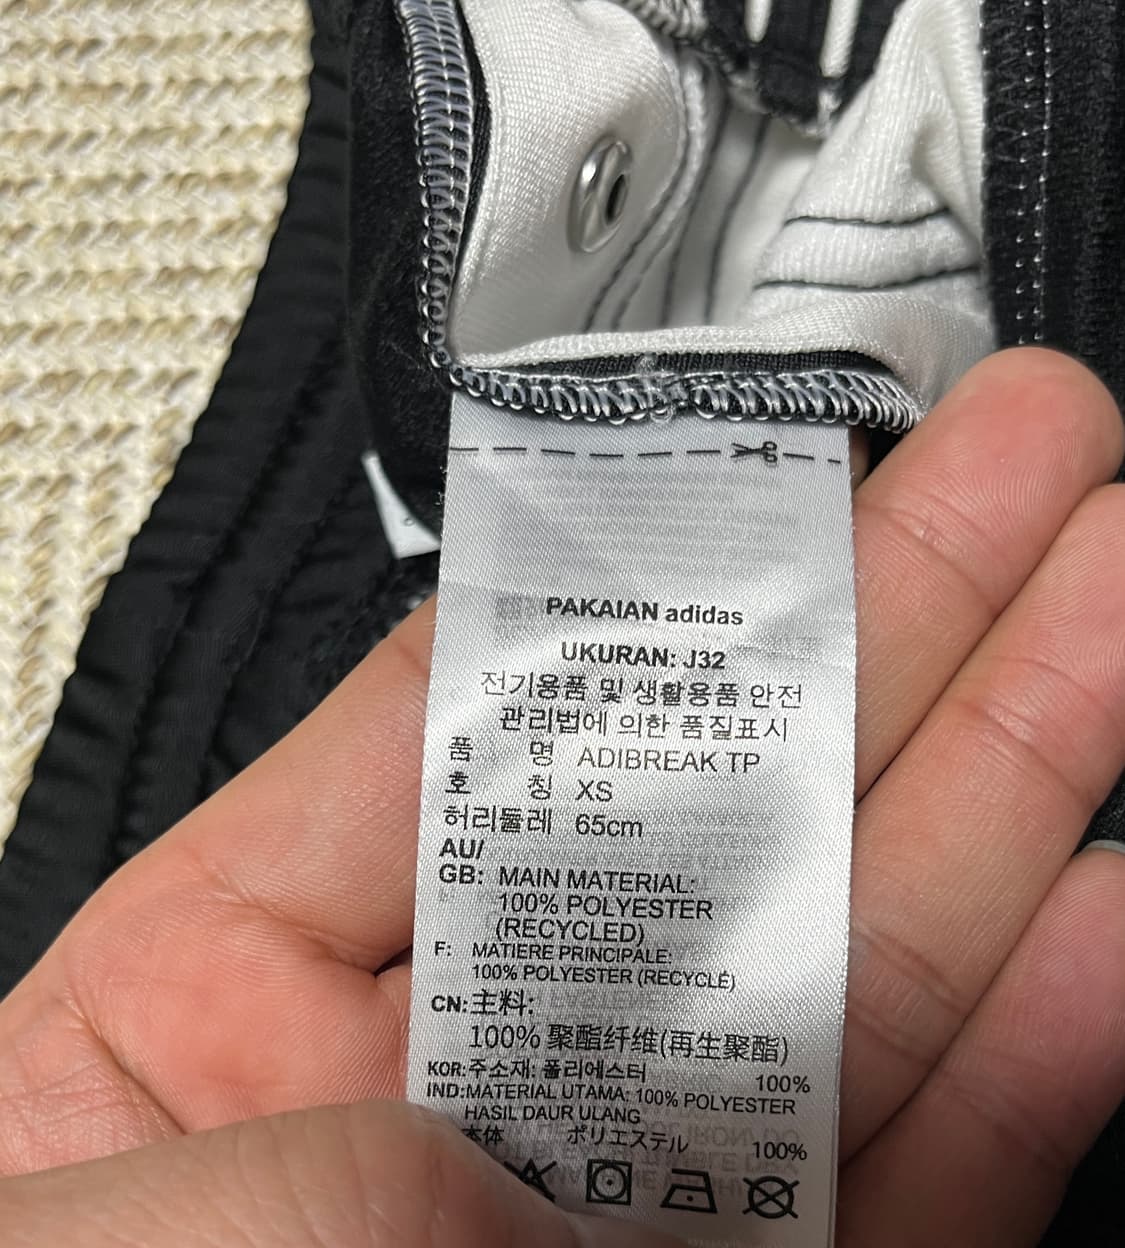 PAKAIAN adidas
UKURAN: J32
전기용품 및 생활용품 안전
관리법에 의한 품질표시
품 명 ADIBREAK TP
호 칭 XS
허리둘레 65cm
AU/
GB: MAIN MATERIAL:
100% POLYESTER
(RECYCLED)
F: MATIERE PRINCIPALE:
100% POLYESTER (RECYCLÉ)
CN:主料:
100% 聚酯纤维(再生聚酯)
KOR:주소재: 폴리에스터 100%
IND:MATERIAL UTAMA: 100% POLYESTER
HASIL DAUR ULANG
本体 ポリエステル 100%